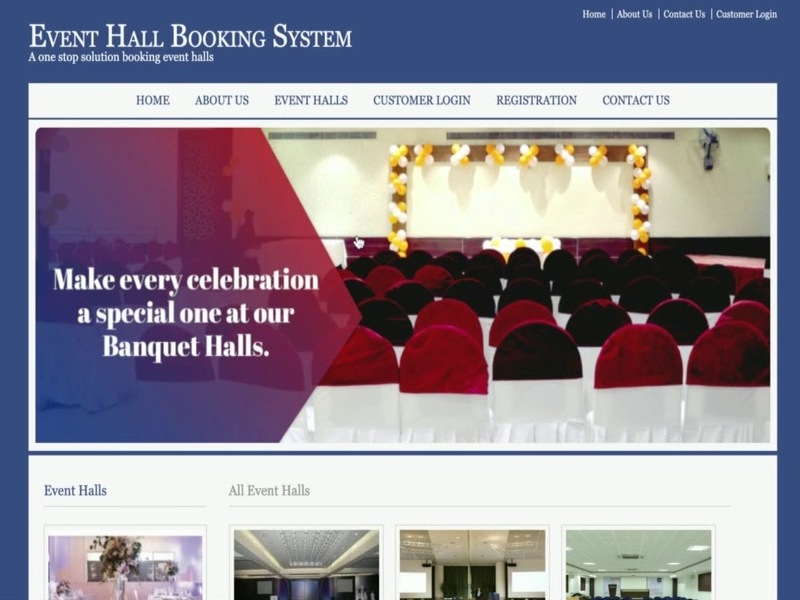 Home | About Us | Contact Us | Customer Login
Event Hall Booking System
A one stop solution booking event halls
HOME ABOUT US EVENT HALLS CUSTOMER LOGIN REGISTRATION CONTACT US
Make every celebration
a special one at our
Banquet Halls.
Event Halls
All Event Halls